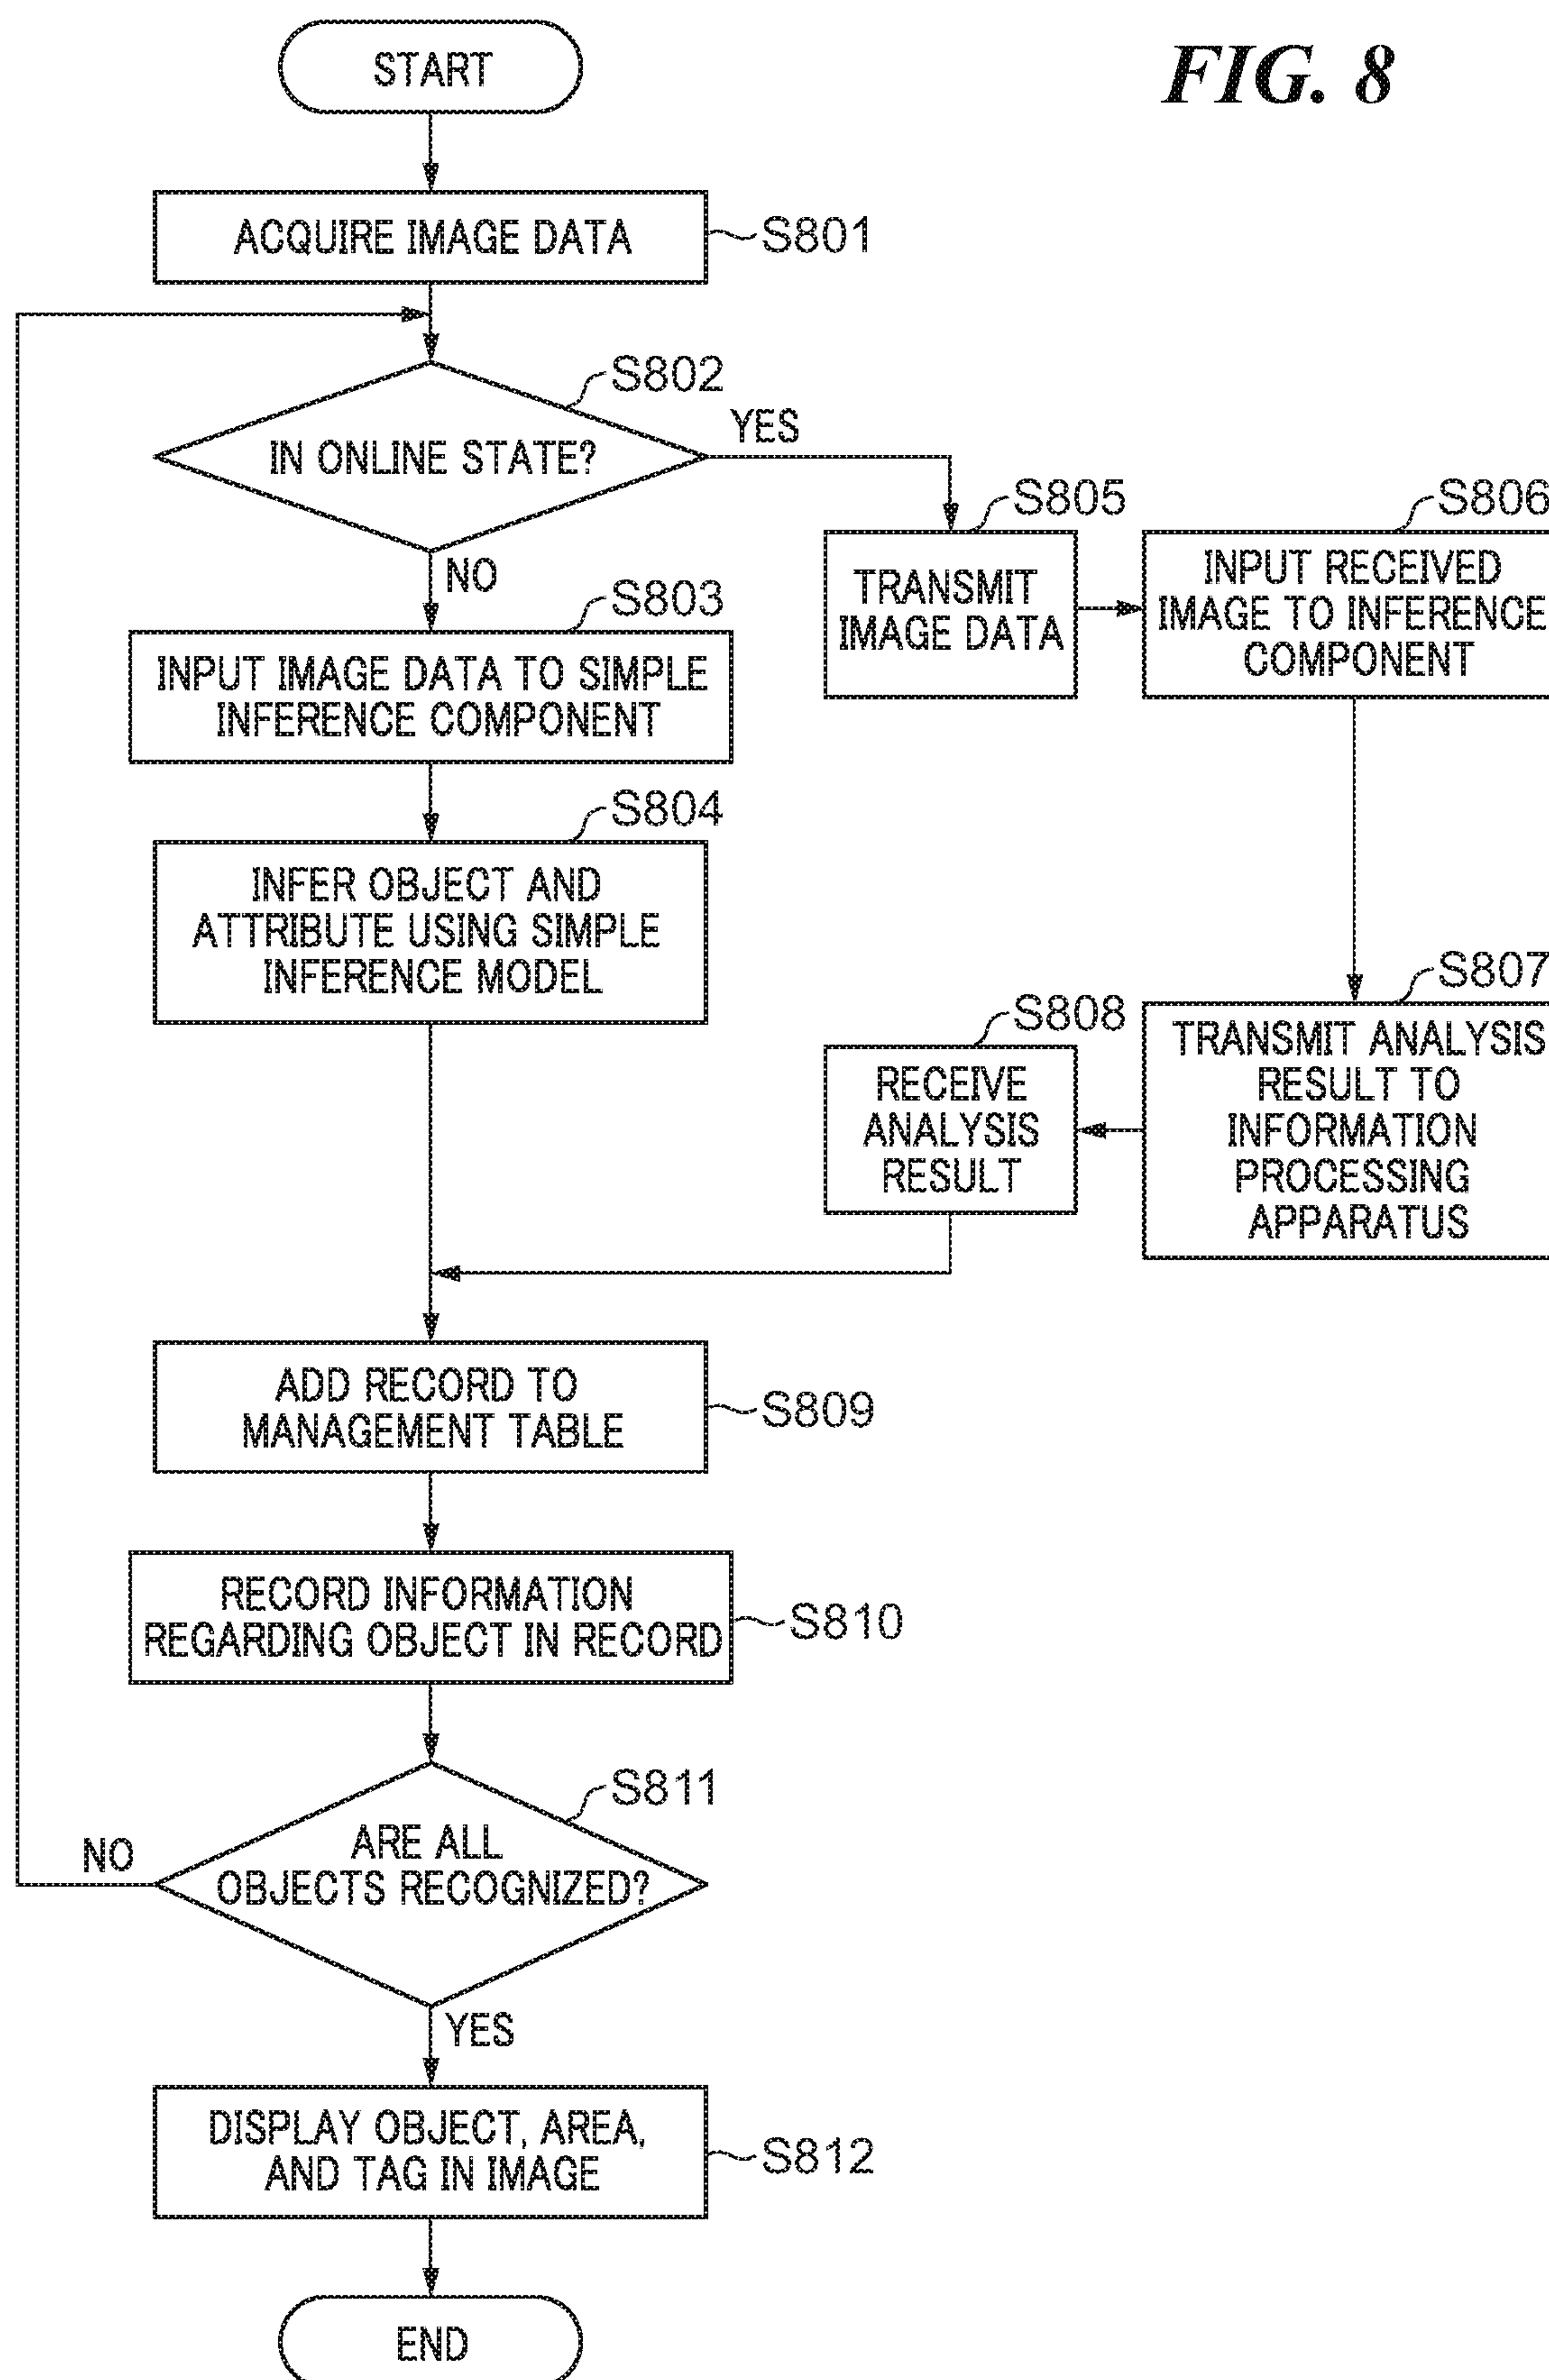 FIG. 8
START
ACQUIRE IMAGE DATA
S801
S802
IN ONLINE STATE?
YES
NO
S803
INPUT IMAGE DATA TO SIMPLE
INFERENCE COMPONENT
S804
INFER OBJECT AND
ATTRIBUTE USING SIMPLE
INFERENCE MODEL
S805
TRANSMIT
IMAGE DATA
S806
INPUT RECEIVED
IMAGE TO INFERENCE
COMPONENT
S807
TRANSMIT ANALYSIS
RESULT TO
INFORMATION
PROCESSING
APPARATUS
S808
RECEIVE
ANALYSIS
RESULT
ADD RECORD TO
MANAGEMENT TABLE
S809
RECORD INFORMATION
REGARDING OBJECT IN RECORD
S810
S811
ARE ALL
OBJECTS RECOGNIZED?
NO
YES
DISPLAY OBJECT, AREA,
AND TAG IN IMAGE
S812
END